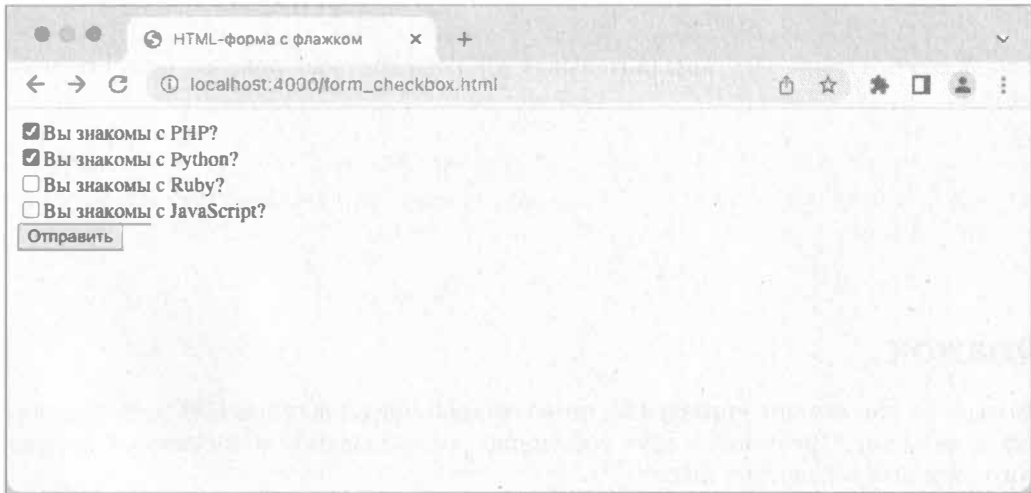 HTML-форма с флажком
localhost:4000/form_checkbox.html
Вы знакомы с PHP?
Вы знакомы с Python?
Вы знакомы с Ruby?
Вы знакомы с JavaScript?
Отправить